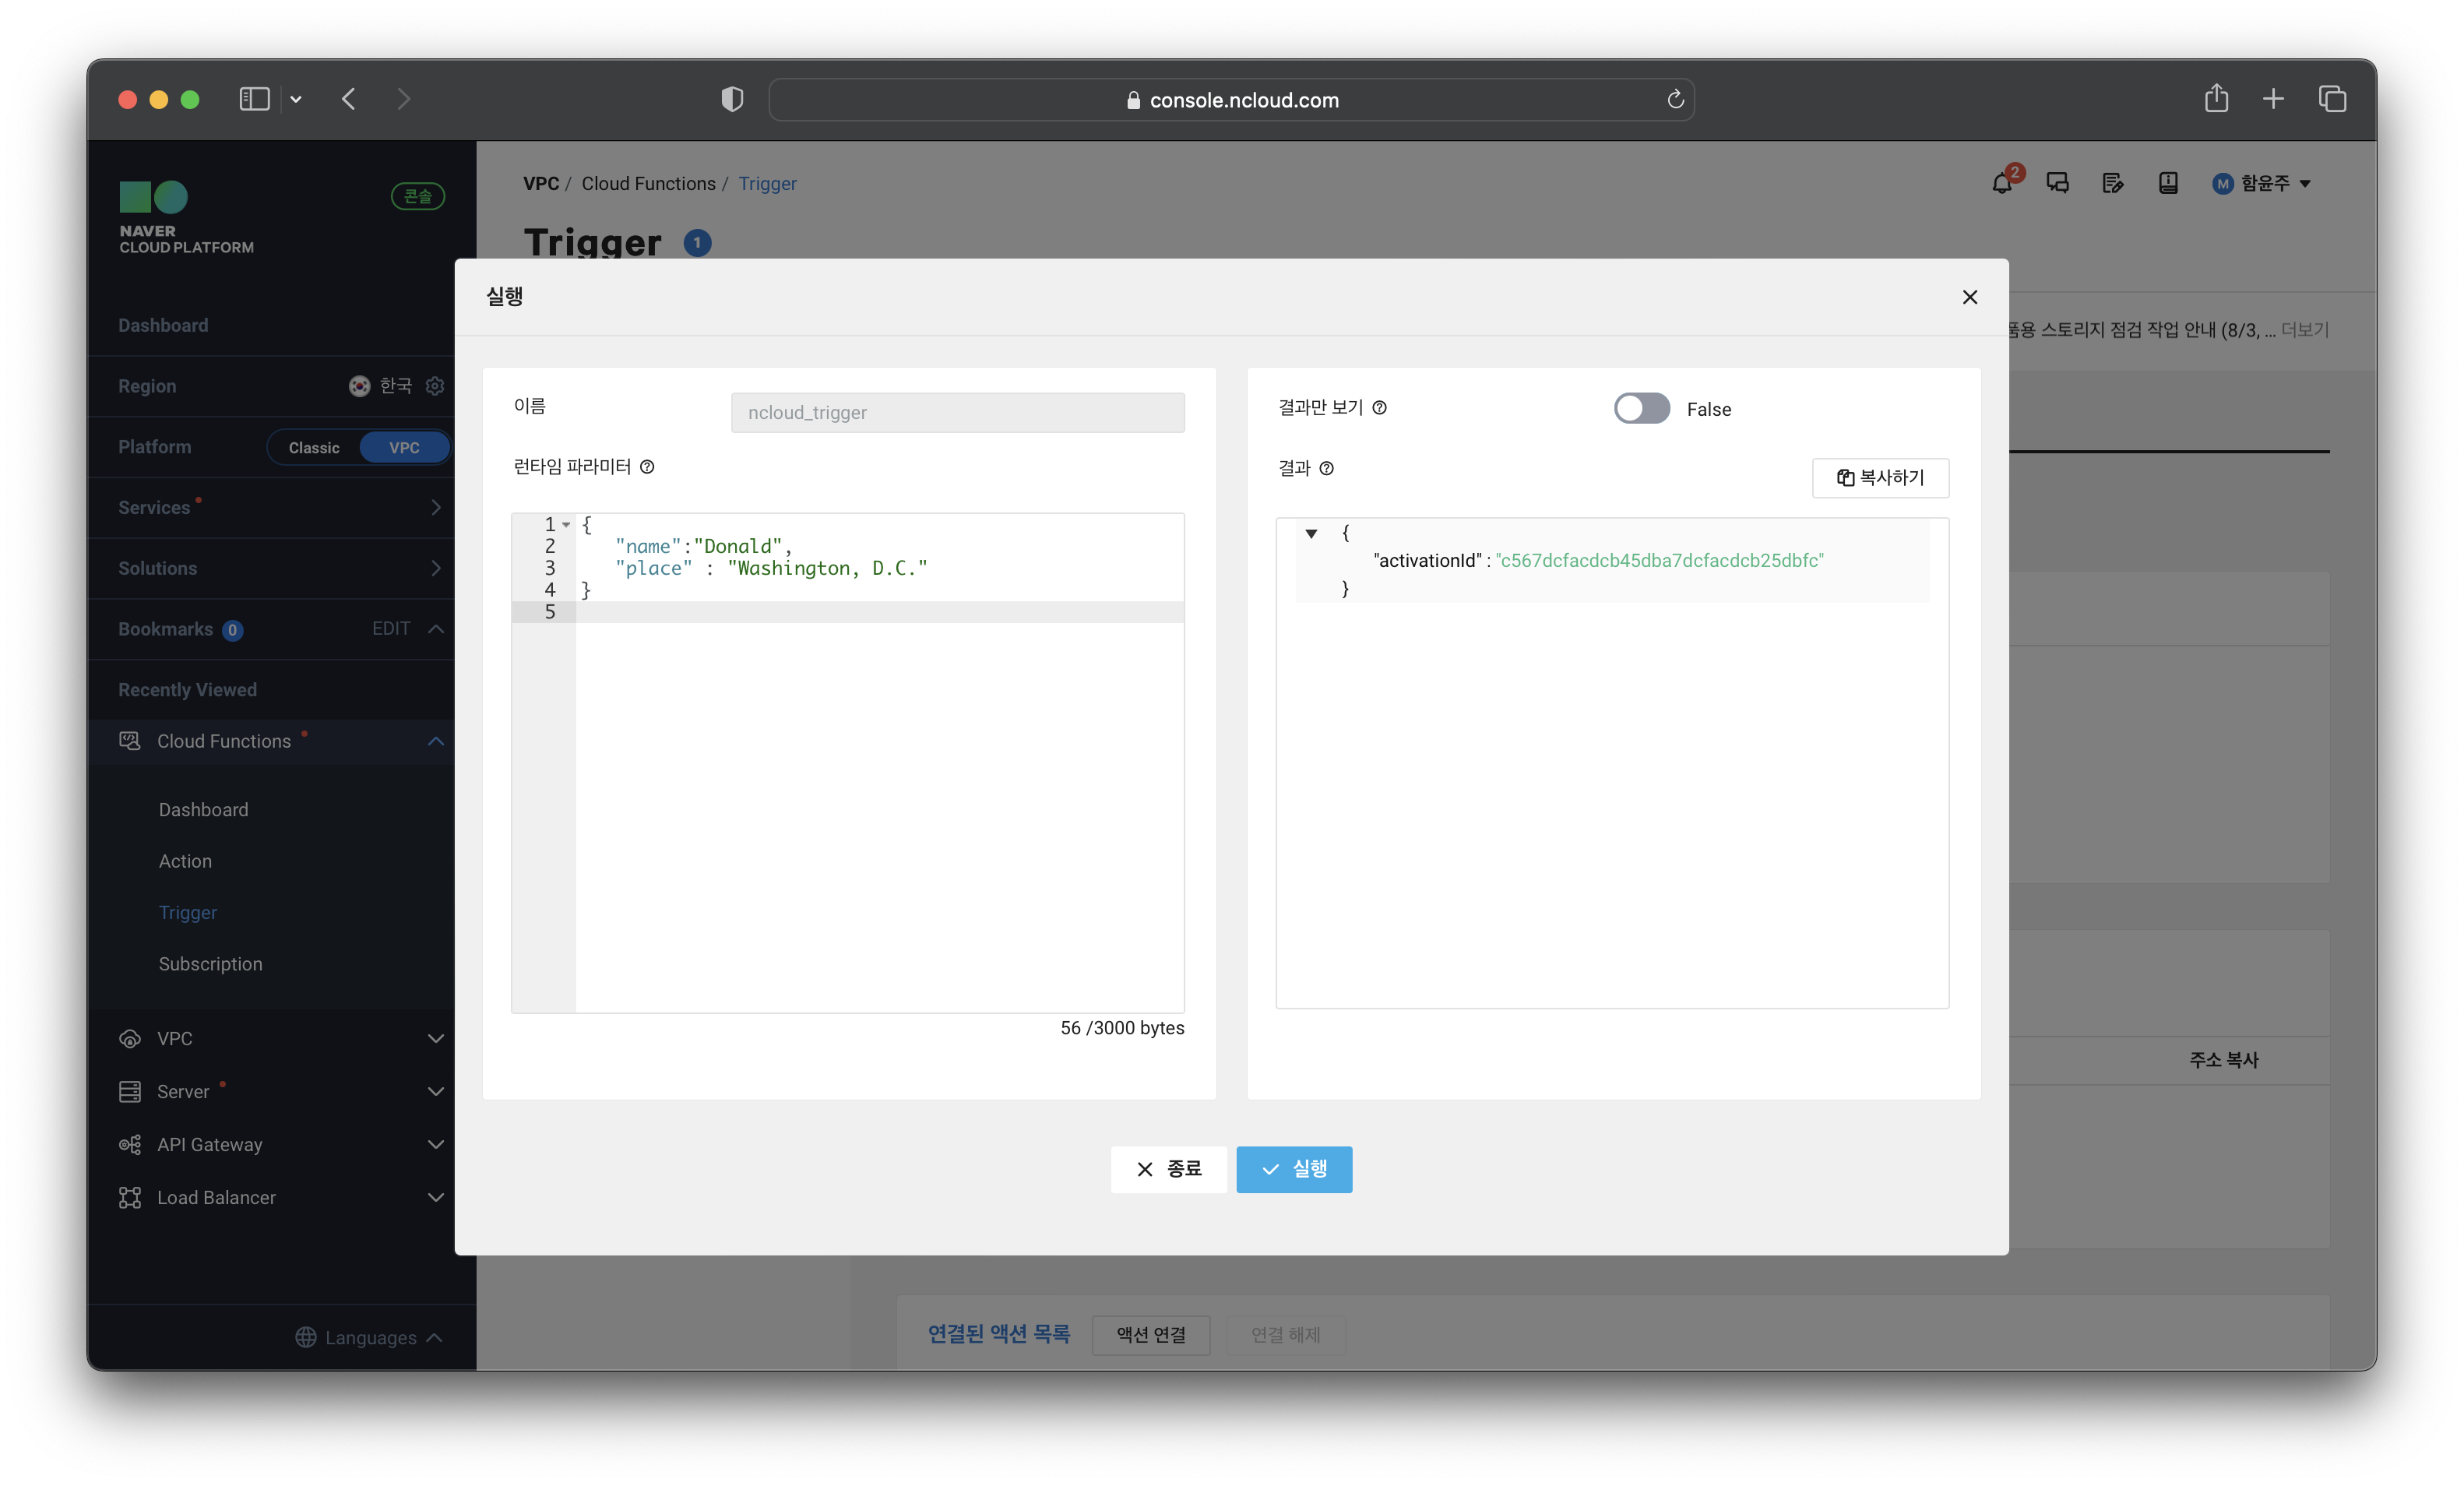 console.ncloud.com
NAVER
CLOUD PLATFORM
콘솔
Dashboard
Region
한국
Platform
Classic
VPC
Services
Solutions
Bookmarks 0
EDIT
Recently Viewed
Cloud Functions
Dashboard
Action
Trigger
Subscription
VPC
Server
API Gateway
Load Balancer
Languages
VPC / Cloud Functions / Trigger
2
M 함윤주
Trigger 1
품용 스토리지 점검 작업 안내 (8/3, ... 더보기
실행
이름
ncloud_trigger
런타임 파라미터 ?
1 {
2 "name":"Donald",
3 "place" : "Washington, D.C."
4 }
5
56 /3000 bytes
결과만 보기 ?
False
결과 ?
복사하기
{
"activationId" : "c567dcfacdcb45dba7dcfacdcb25dbfc"
}
종료
실행
주소 복사
연결된 액션 목록
액션 연결
연결 해제